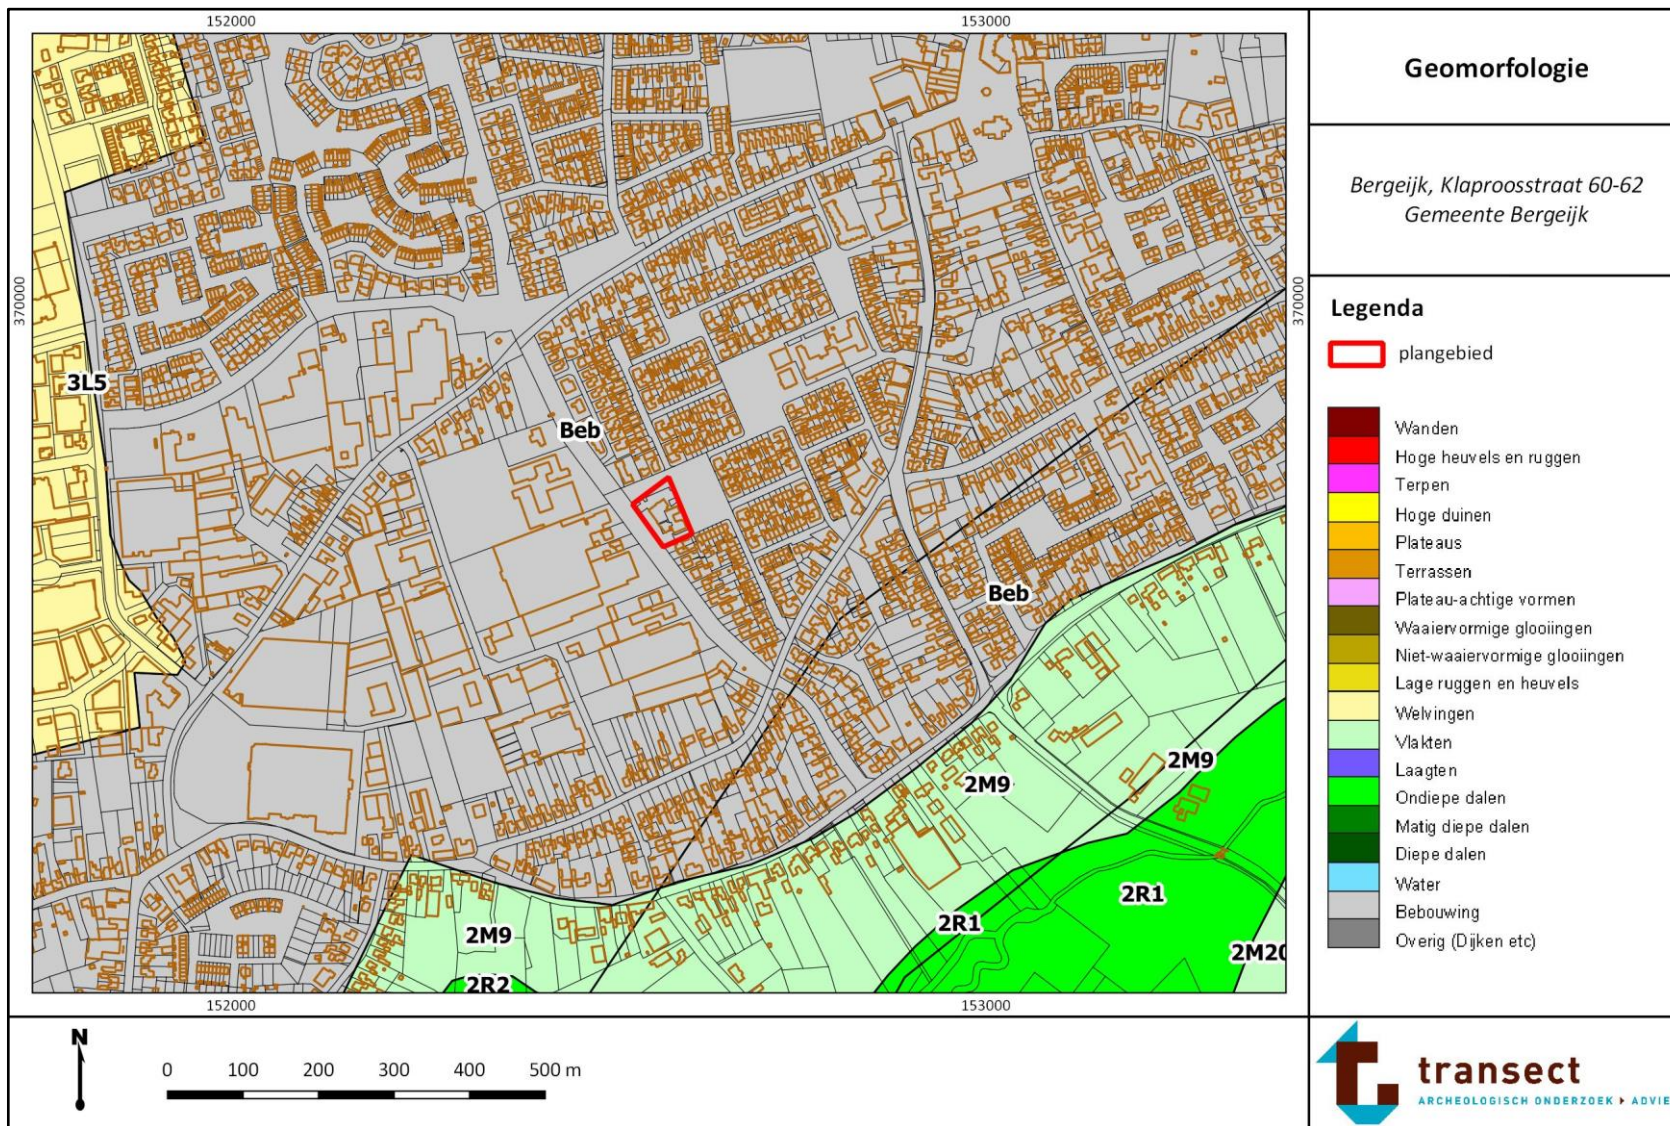 152000
153000
370000
370000
3L5
Beb
Beb
2M9
2M9
2R1
2R1
2M9
2R2
2M20
152000
153000
N
0 100 200 300 400 500 m
Geomorfologie
Bergeijk, Klaproosstraat 60-62
Gemeente Bergeijk
Legenda
plangebied
Wanden
Hoge heuvels en ruggen
Terpen
Hoge duinen
Plateaus
Terrassen
Plateau-achtige vormen
Waaiervormige glooiingen
Niet-waaiervormige glooiingen
Lage ruggen en heuvels
Welvingen
Vlakten
Laagten
Ondiepe dalen
Matig diepe dalen
Diepe dalen
Water
Bebouwing
Overig (Dijken etc)
transect
ARCHEOLOGISCH ONDERZOEK ▸ ADVIE